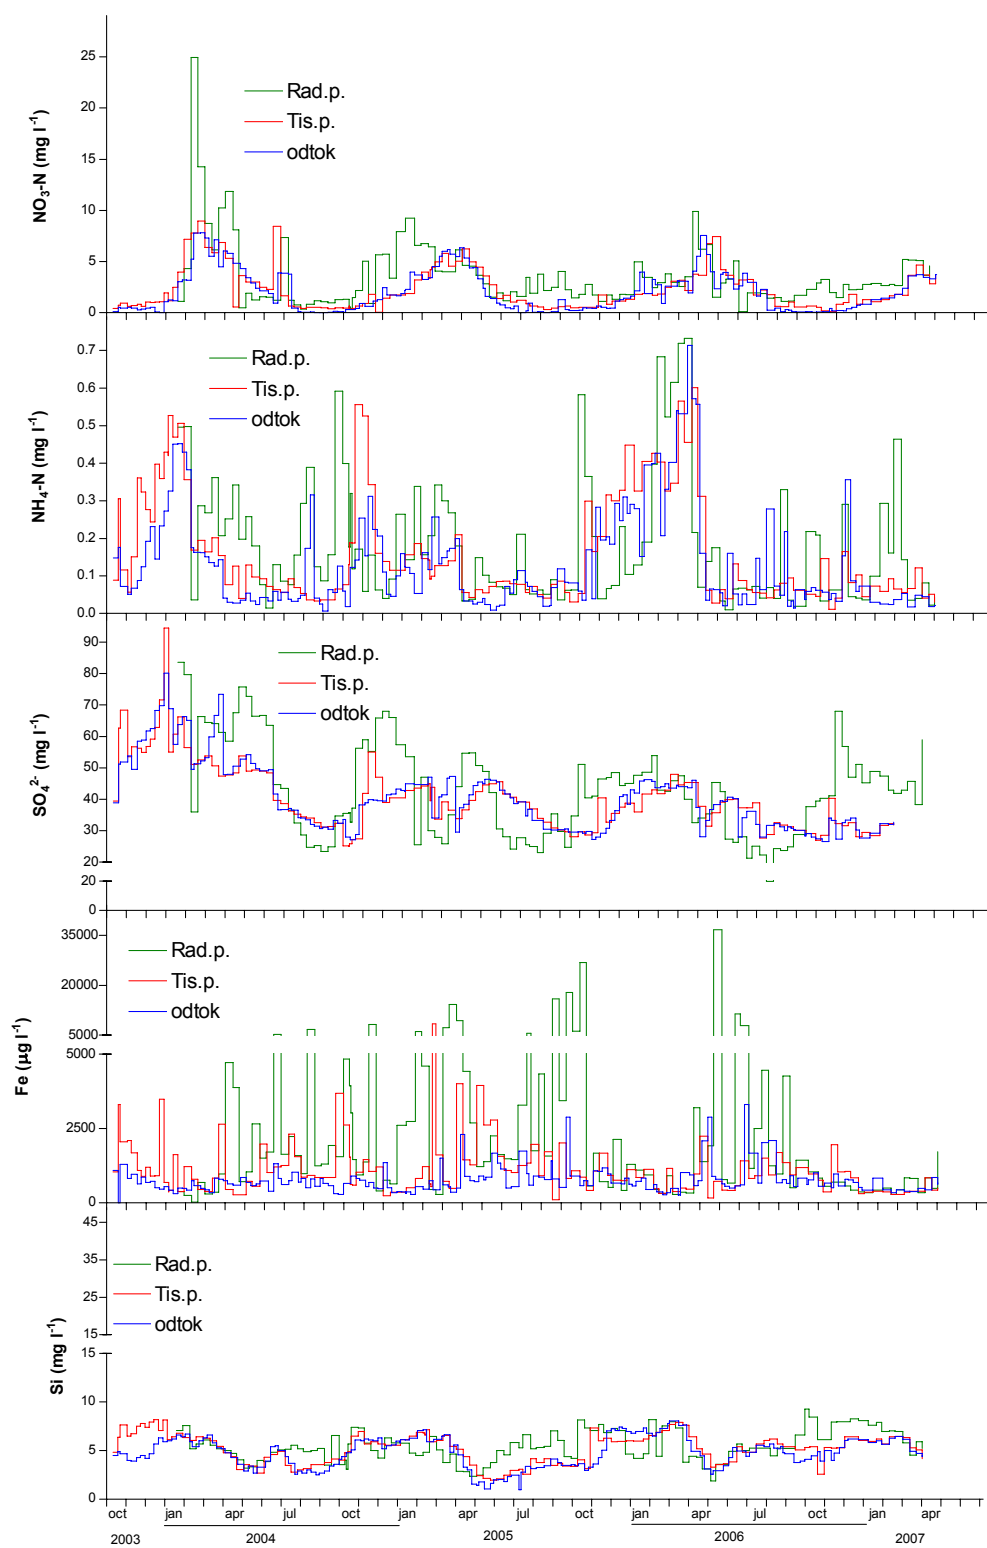 NO₃-N (mg l⁻¹)
25
20
15
10
5
0
Rad.p.
Tis.p.
odtok
NH₄-N (mg l⁻¹)
0.7
0.6
0.5
0.4
0.3
0.2
0.1
0.0
Rad.p.
Tis.p.
odtok
SO₄²⁻ (mg l⁻¹)
90
80
70
60
50
40
30
20
20
0
Rad.p.
Tis.p.
odtok
Fe (µg l⁻¹)
35000
20000
5000
5000
2500
0
Rad.p.
Tis.p.
odtok
Si (mg l⁻¹)
45
35
25
15
15
10
5
0
Rad.p.
Tis.p.
odtok
oct jan apr jul oct jan apr jul oct jan apr jul oct jan apr
2003 2004 2005 2006 2007